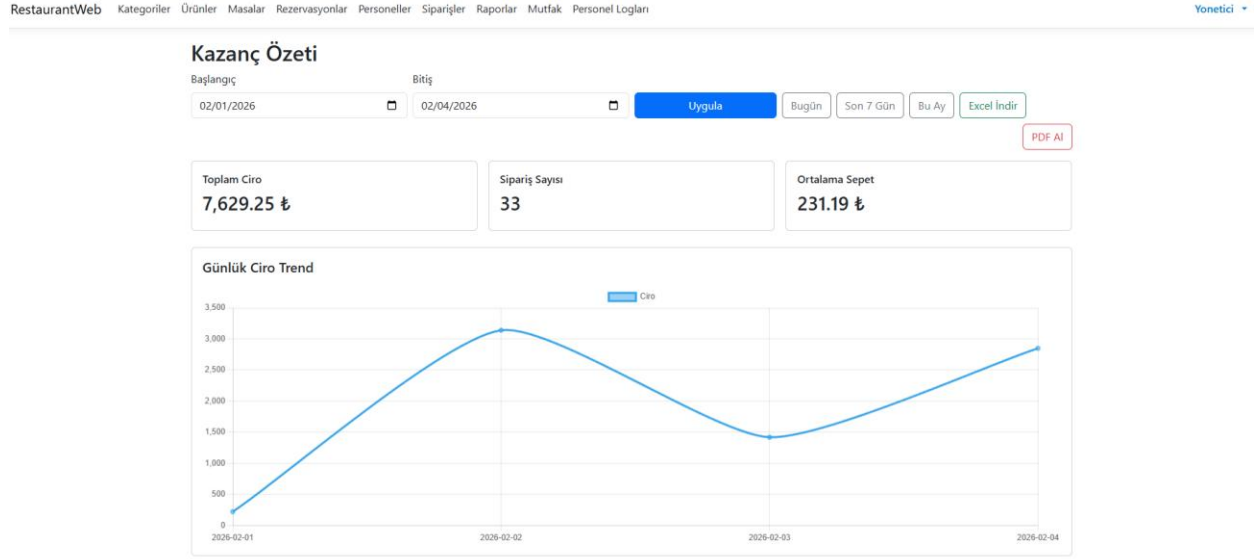 RestaurantWeb Kategoriler Ürünler Masalar Rezervasyonlar Personeller Siparişler Raporlar Mutfak Personel Logları Yonetici
Kazanç Özeti
Başlangıç Bitiş
02/01/2026 02/04/2026 Uygula Bugün Son 7 Gün Bu Ay Excel İndir
PDF Al
Toplam Ciro Sipariş Sayısı Ortalama Sepet
7,629.25 ₺ 33 231.19 ₺
Günlük Ciro Trend
Ciro
3,500
3,000
2,500
2,000
1,500
1,000
500
0
2026-02-01 2026-02-02 2026-02-03 2026-02-04